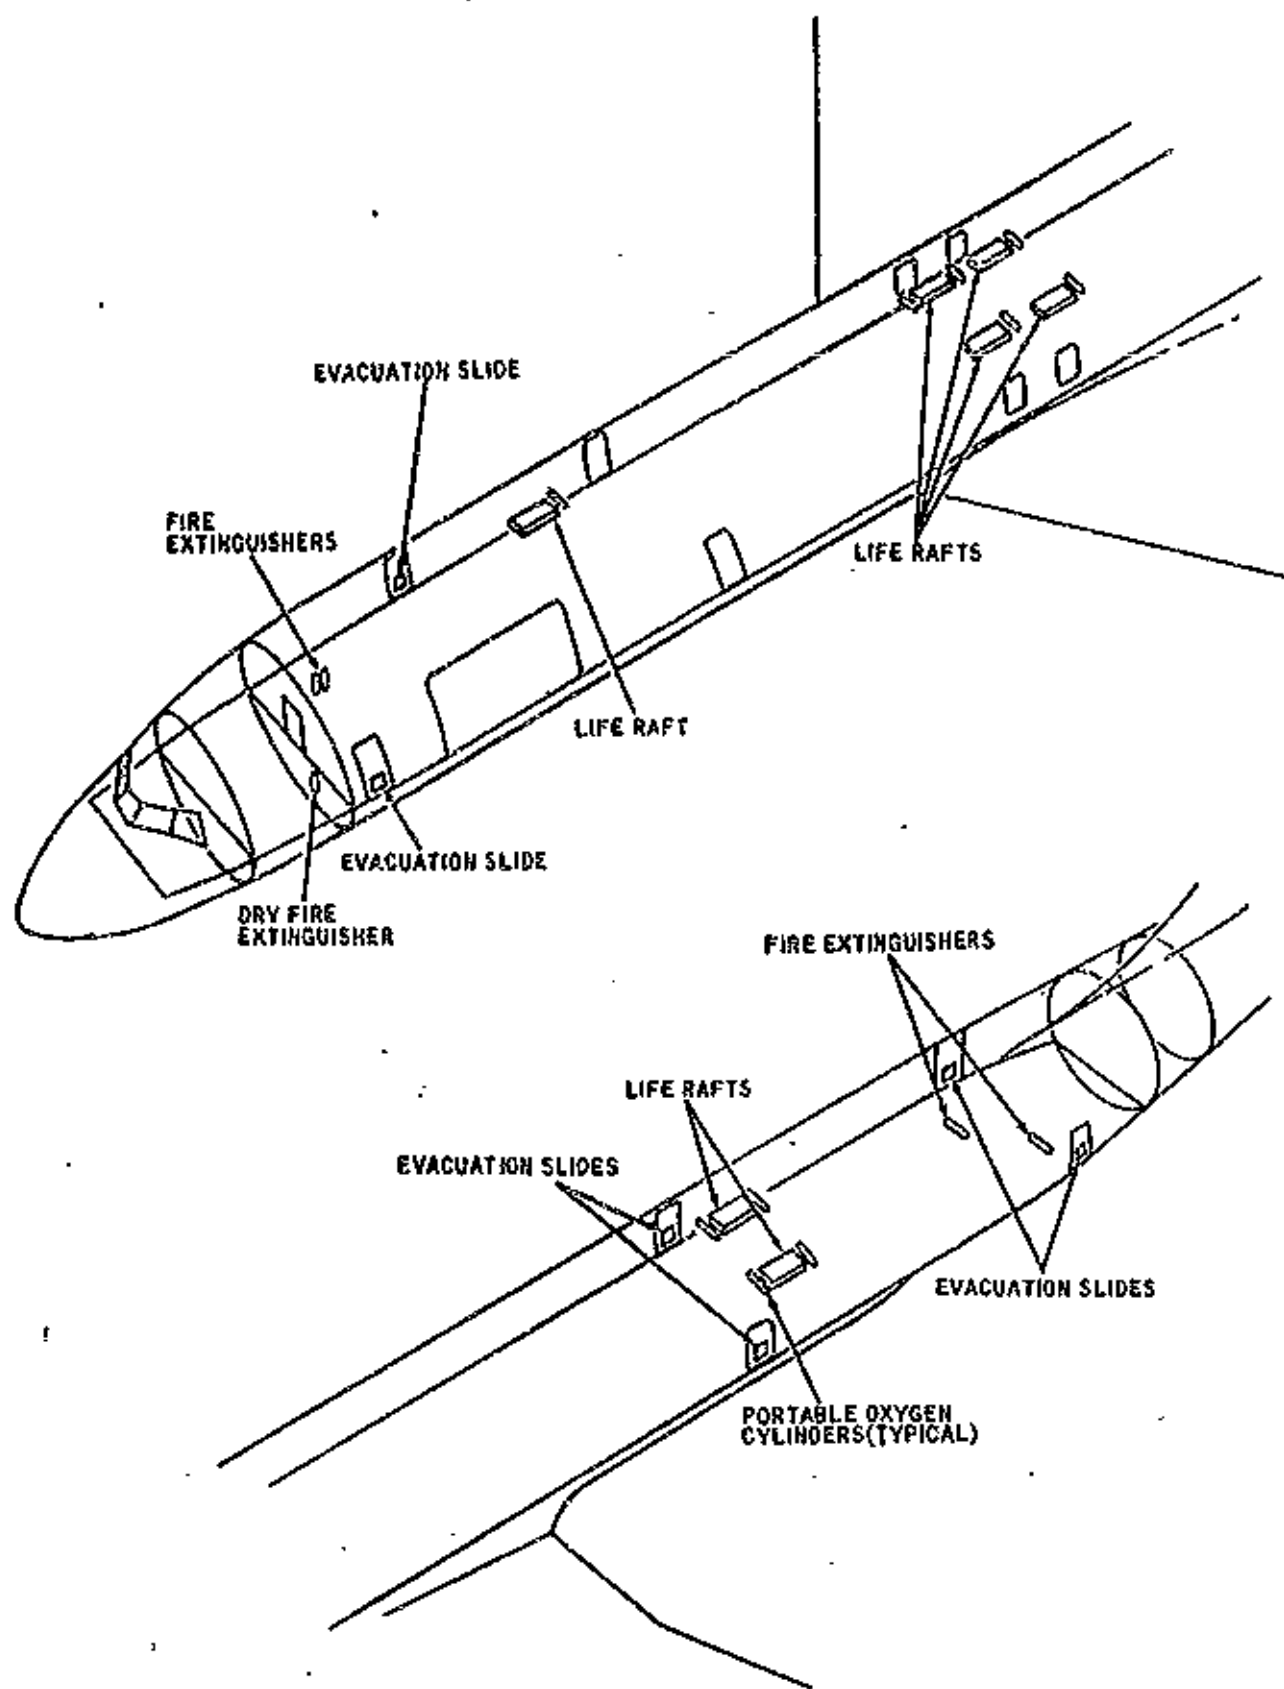 EVACUATION SLIDE
FIRE
EXTINGUISHERS
LIFE RAFTS
LIFE RAFT
EVACUATION SLIDE
DRY FIRE
EXTINGUISHER
FIRE EXTINGUISHERS
LIFE RAFTS
EVACUATION SLIDES
EVACUATION SLIDES
PORTABLE OXYGEN
CYLINDERS(TYPICAL)